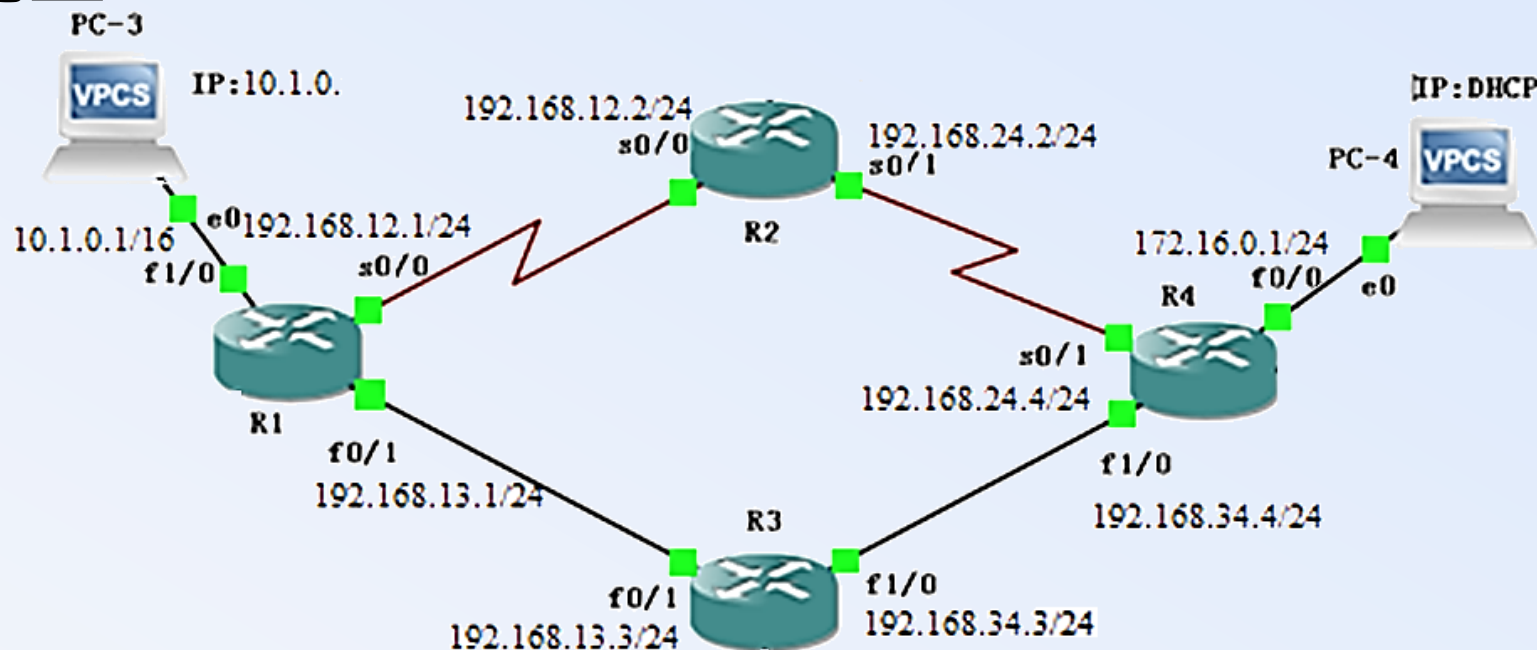 PC-3
VPCS
IP:10.1.0.
192.168.12.2/24
s0/0
192.168.24.2/24
s0/1
R2
IP:DHCP
PC-4
VPCS
e0
192.168.12.1/24
10.1.0.1/16
f1/0
s0/0
172.16.0.1/24
f0/0
e0
R4
R1
s0/1
192.168.24.4/24
f0/1
192.168.13.1/24
f1/0
192.168.34.4/24
R3
f0/1
192.168.13.3/24
f1/0
192.168.34.3/24